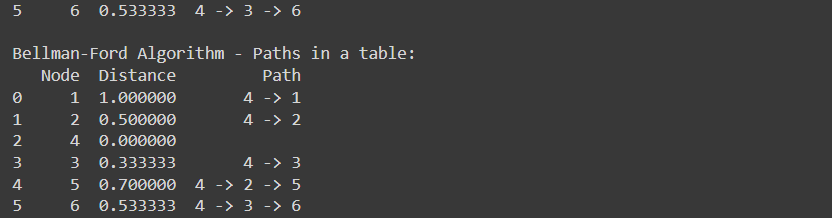 5     6  0.533333  4 -> 3 -> 6

Bellman-Ford Algorithm - Paths in a table:
   Node  Distance         Path
0     1  1.000000       4 -> 1
1     2  0.500000       4 -> 2
2     4  0.000000
3     3  0.333333       4 -> 3
4     5  0.700000  4 -> 2 -> 5
5     6  0.533333  4 -> 3 -> 6